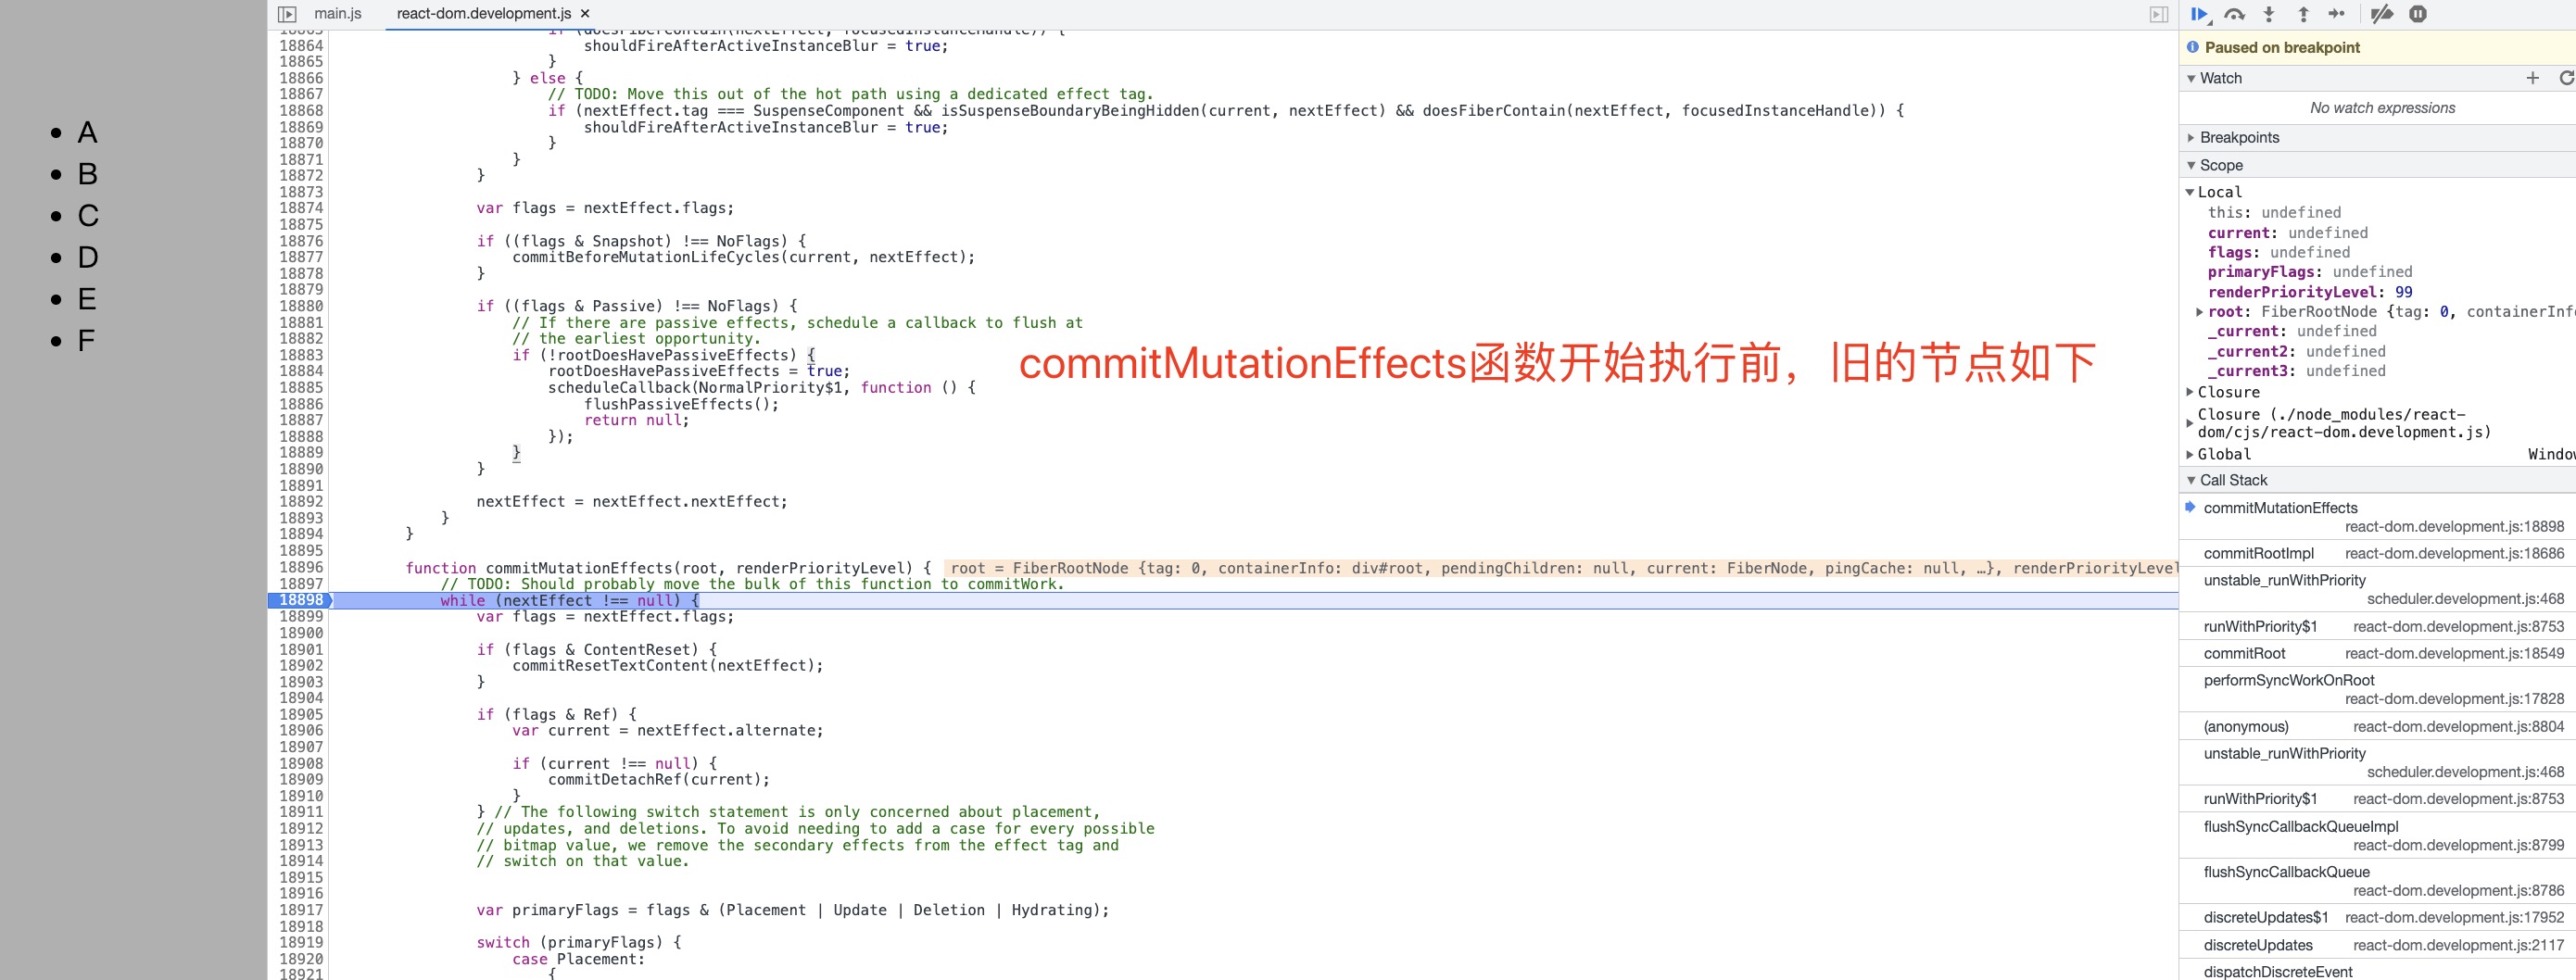 main.js
react-dom.development.js ×
A
B
C
D
E
F
18864 shouldFireAfterActiveInstanceBlur = true;
18865 }
18866 } else {
18867 // TODO: Move this out of the hot path using a dedicated effect tag.
18868 if (nextEffect.tag === SuspenseComponent && isSuspenseBoundaryBeingHidden(current, nextEffect) && doesFiberContain(nextEffect, focusedInstanceHandle)) {
18869 shouldFireAfterActiveInstanceBlur = true;
18870 }
18871 }
18872 }
18873
18874 var flags = nextEffect.flags;
18875
18876 if ((flags & Snapshot) !== NoFlags) {
18877 commitBeforeMutationLifeCycles(current, nextEffect);
18878 }
18879
18880 if ((flags & Passive) !== NoFlags) {
18881 // If there are passive effects, schedule a callback to flush at
18882 // the earliest opportunity.
18883 if (!rootDoesHavePassiveEffects) {
18884 rootDoesHavePassiveEffects = true;
18885 scheduleCallback(NormalPriority$1, function () {
18886 flushPassiveEffects();
18887 return null;
18888 });
18889 }
18890 }
18891
18892 nextEffect = nextEffect.nextEffect;
18893 }
18894 }
18895
18896 function commitMutationEffects(root, renderPriorityLevel) { root = FiberRootNode {tag: 0, containerInfo: div#root, pendingChildren: null, current: FiberNode, pingCache: null, …}, renderPriorityLevel
18897 // TODO: Should probably move the bulk of this function to commitWork.
18898 while (nextEffect !== null) {
18899 var flags = nextEffect.flags;
18900
18901 if (flags & ContentReset) {
18902 commitResetTextContent(nextEffect);
18903 }
18904
18905 if (flags & Ref) {
18906 var current = nextEffect.alternate;
18907
18908 if (current !== null) {
18909 commitDetachRef(current);
18910 }
18911 } // The following switch statement is only concerned about placement,
18912 // updates, and deletions. To avoid needing to add a case for every possible
18913 // bitmap value, we remove the secondary effects from the effect tag and
18914 // switch on that value.
18915
18916
18917 var primaryFlags = flags & (Placement | Update | Deletion | Hydrating);
18918
18919 switch (primaryFlags) {
18920 case Placement:
18921 {
commitMutationEffects函数开始执行前，旧的节点如下
Paused on breakpoint
Watch
No watch expressions
Breakpoints
Scope
Local
this: undefined
current: undefined
flags: undefined
primaryFlags: undefined
renderPriorityLevel: 99
root: FiberRootNode {tag: 0, containerInf
_current: undefined
_current2: undefined
_current3: undefined
Closure
Closure (./node_modules/react-
dom/cjs/react-dom.development.js)
Global Window
Call Stack
commitMutationEffects
react-dom.development.js:18898
commitRootImpl react-dom.development.js:18686
unstable_runWithPriority
scheduler.development.js:468
runWithPriority$1 react-dom.development.js:8753
commitRoot react-dom.development.js:18549
performSyncWorkOnRoot
react-dom.development.js:17828
(anonymous) react-dom.development.js:8804
unstable_runWithPriority
scheduler.development.js:468
runWithPriority$1 react-dom.development.js:8753
flushSyncCallbackQueueImpl
react-dom.development.js:8799
flushSyncCallbackQueue
react-dom.development.js:8786
discreteUpdates$1 react-dom.development.js:17952
discreteUpdates react-dom.development.js:2117
dispatchDiscreteEvent